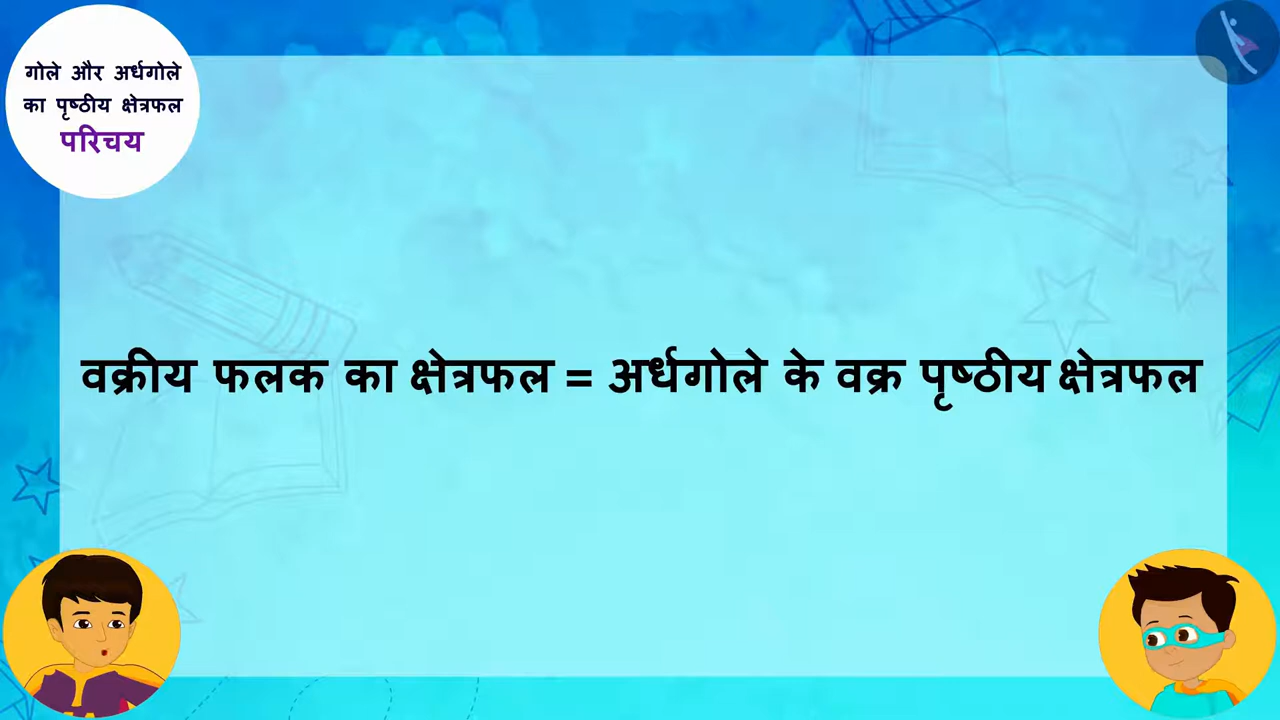 गोले और अर्धगोले
का पृष्ठीय क्षेत्रफल
परिचय
वक्रीय फलक का क्षेत्रफल = अर्धगोले के वक्र पृष्ठीय क्षेत्रफल